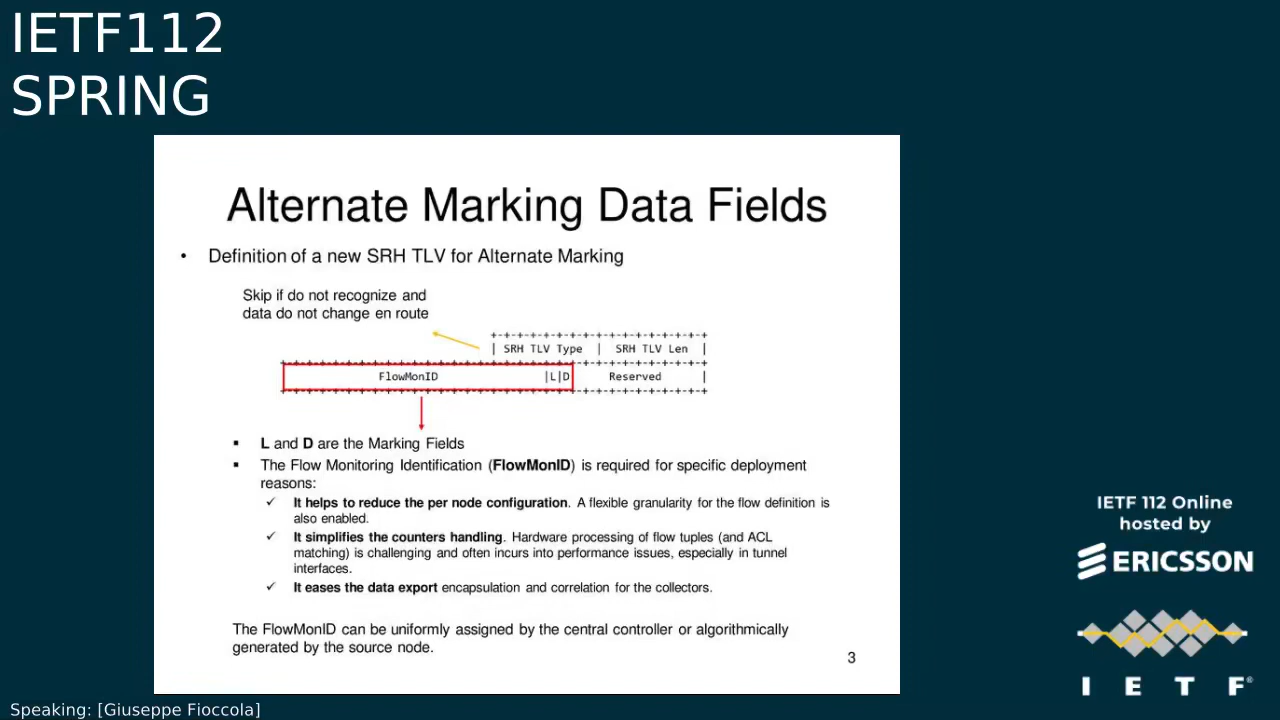 IETF112
SPRING
Alternate Marking Data Fields
• Definition of a new SRH TLV for Alternate Marking
Skip if do not recognize and
data do not change en route
+-+-+-+-+-+-+-+-+-+-+-+-+-+-+-+-+
| SRH TLV Type | SRH TLV Len |
+-+-+-+-+-+-+-+-+-+-+-+-+-+-+-+-+-+-+-+-+-+-+-+-+-+-+-+-+-+-+-+-+
FlowMonID |L|D| Reserved |
+-+-+-+-+-+-+-+-+-+-+-+-+-+-+-+-+-+-+-+-+-+-+-+-+-+-+-+-+-+-+-+-+
▪ L and D are the Marking Fields
▪ The Flow Monitoring Identification (FlowMonID) is required for specific deployment
reasons:
✓ It helps to reduce the per node configuration. A flexible granularity for the flow definition is
also enabled.
✓ It simplifies the counters handling. Hardware processing of flow tuples (and ACL
matching) is challenging and often incurs into performance issues, especially in tunnel
interfaces.
✓ It eases the data export encapsulation and correlation for the collectors.
The FlowMonID can be uniformly assigned by the central controller or algorithmically
generated by the source node.
3
IETF 112 Online
hosted by
ERICSSON
I E T F®
Speaking: [Giuseppe Fioccola]